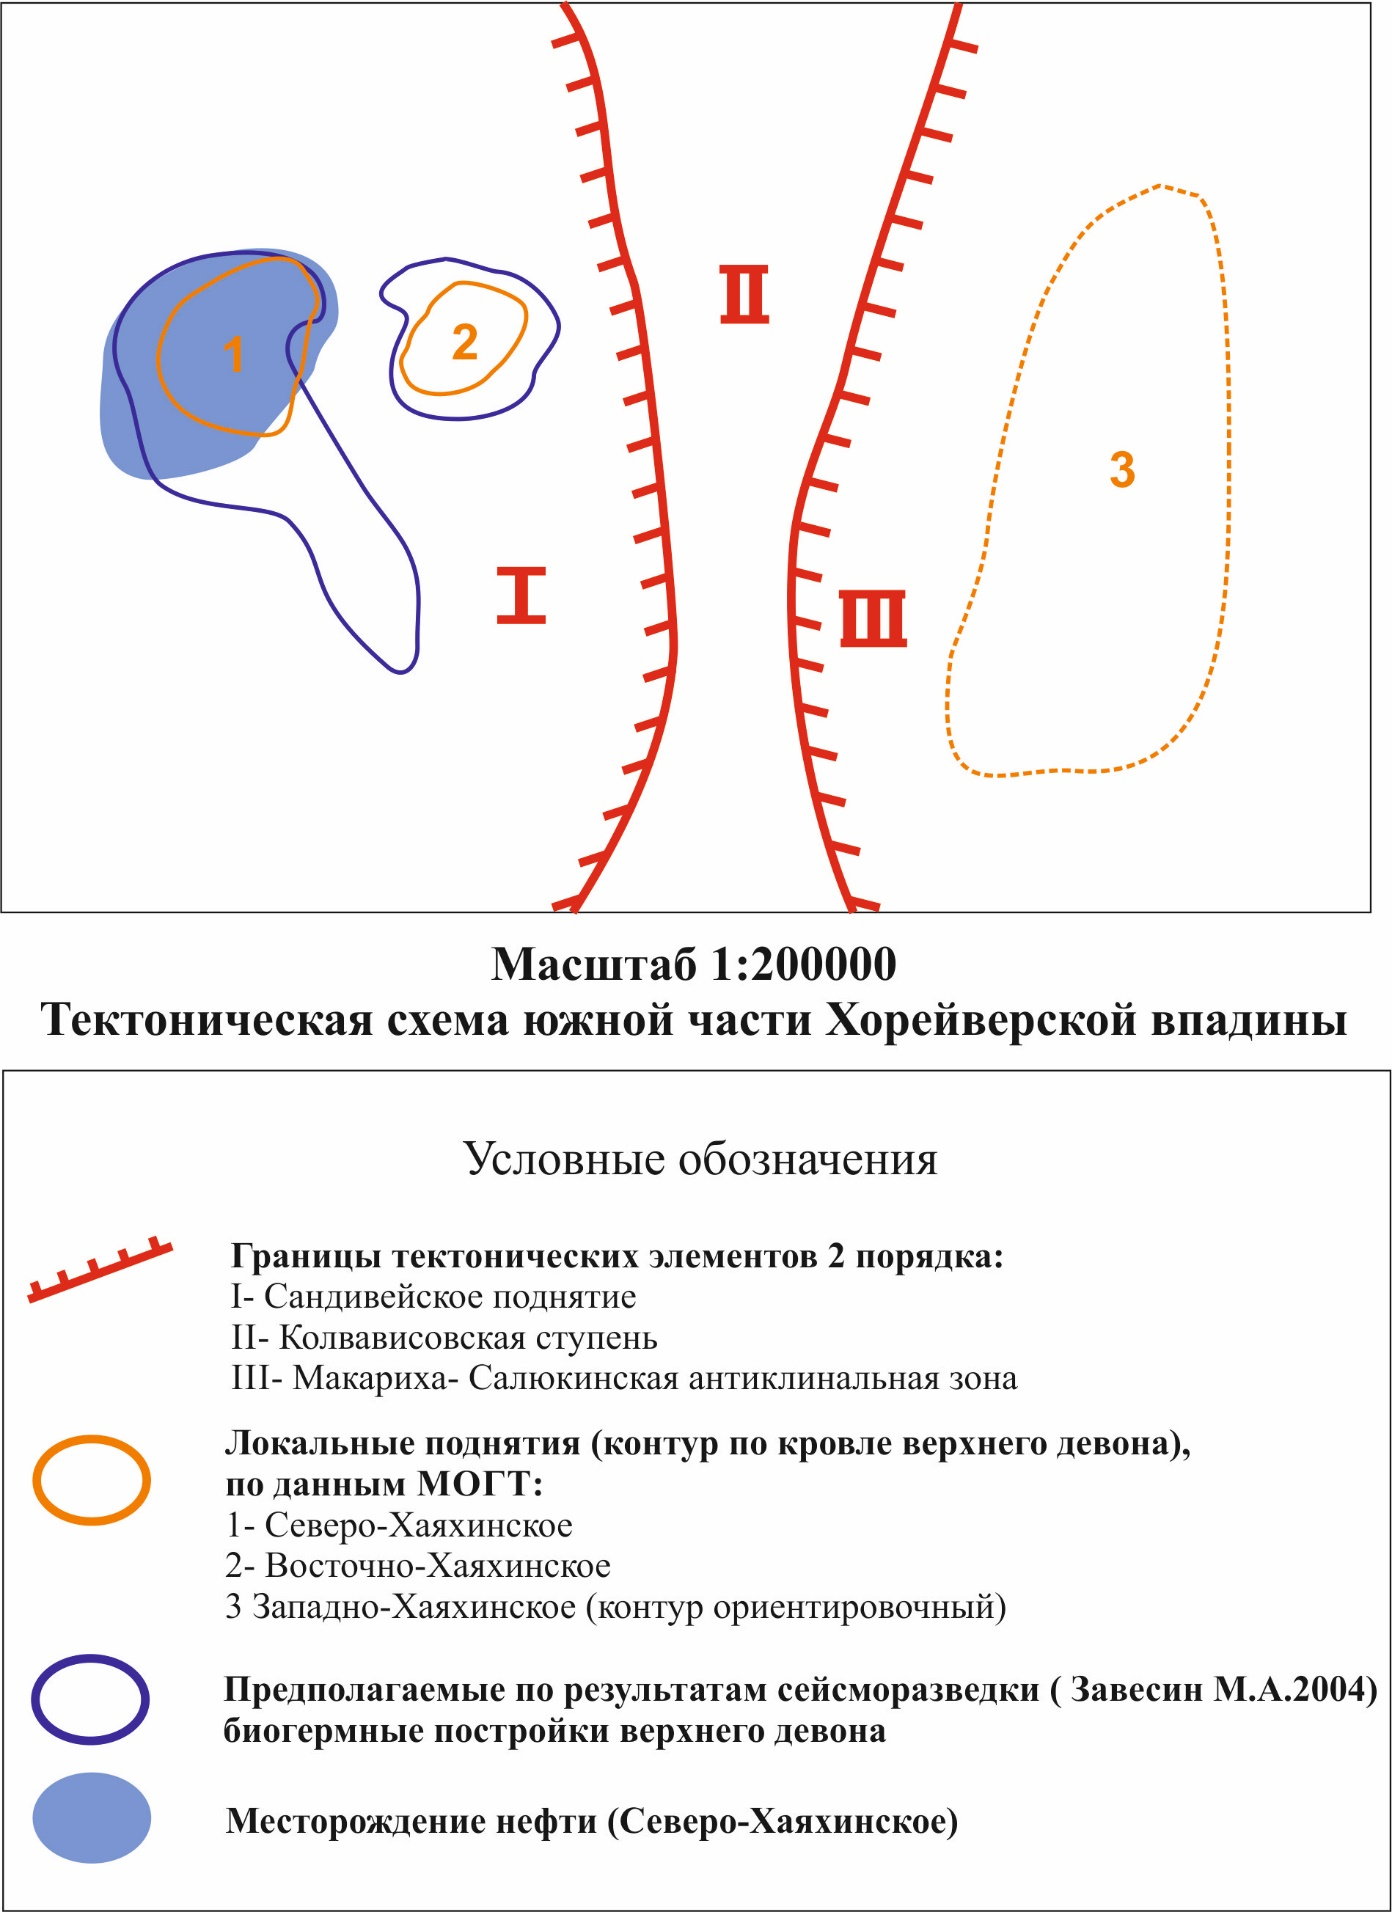 II
1
2
3
I
III
Масштаб 1:200000
Тектоническая схема южной части Хорейверской впадины
Условные обозначения
Границы тектонических элементов 2 порядка:
I- Сандивейское поднятие
II- Колвависовская ступень
III- Макариха- Салюкинская антиклинальная зона
Локальные поднятия (контур по кровле верхнего девона),
по данным МОГТ:
1- Северо-Хаяхинское
2- Восточно-Хаяхинское
3 Западно-Хаяхинское (контур ориентировочный)
Предполагаемые по результатам сейсморазведки ( Завесин М.А.2004)
биогермные постройки верхнего девона
Месторождение нефти (Северо-Хаяхинское)